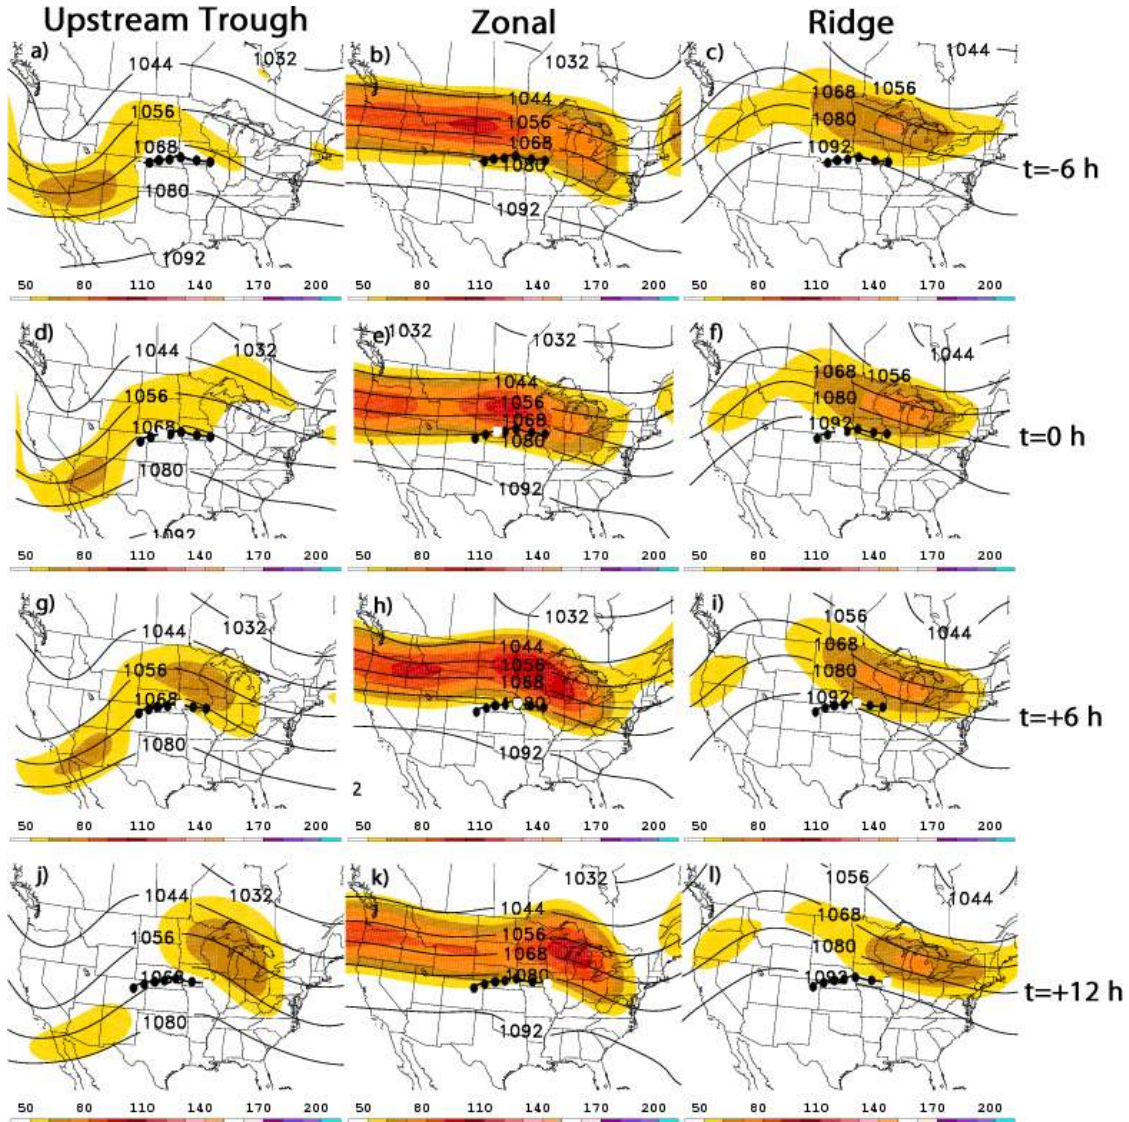 Upstream Trough Zonal Ridge
a) 1044 1056 1068 1080 1092
b) 1032 1044 1056 1068 1080 1092
c) 1044 1068 1056 1080 1092
t=-6 h
50 80 110 140 170 200 50 80 110 140 170 200 50 80 110 140 170 200
d) 1044 1032 1056 1068 1080 1092
e) 1032 1032 1044 1056 1068 1080 1092
f) 1044 1068 1056 1080 1092
t=0 h
50 80 110 140 170 200 50 80 110 140 170 200 50 80 110 140 170 200
g) 1044 1032 1056 1068 1080
h) 1032 1044 1056 1068 80 1092 2
i) 1056 1044 1068 1080 1092
t=+6 h
50 80 110 140 170 200 50 80 110 140 170 200 50 80 110 140 170 200
j) 1044 1032 1056 1068 1080
k) 1032 1044 1056 1068 1080 1092
l) 1056 1044 1068 1080 1092
t=+12 h
50 80 110 140 170 200 50 80 110 140 170 200 50 80 110 140 170 200